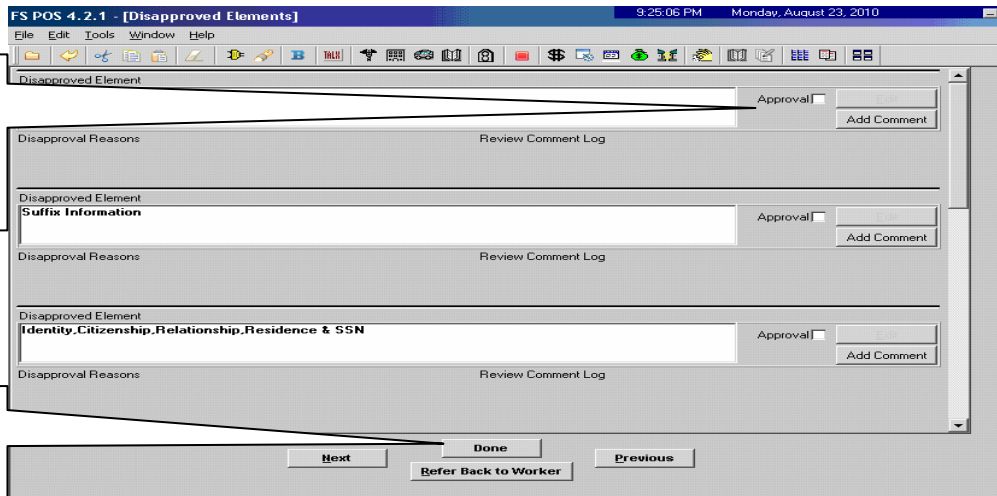 FS POS 4.2.1 - [Disapproved Elements] 9:25:06 PM Monday, August 23, 2010
File Edit Tools Window Help
B TALK
Disapproved Element
Approval Edit
Add Comment
Disapproval Reasons Review Comment Log
Disapproved Element
Suffix Information
Approval Edit
Add Comment
Disapproval Reasons Review Comment Log
Disapproved Element
Identity,Citizenship,Relationship,Residence & SSN
Approval Edit
Add Comment
Disapproval Reasons Review Comment Log
Done
Next Previous
Refer Back to Worker